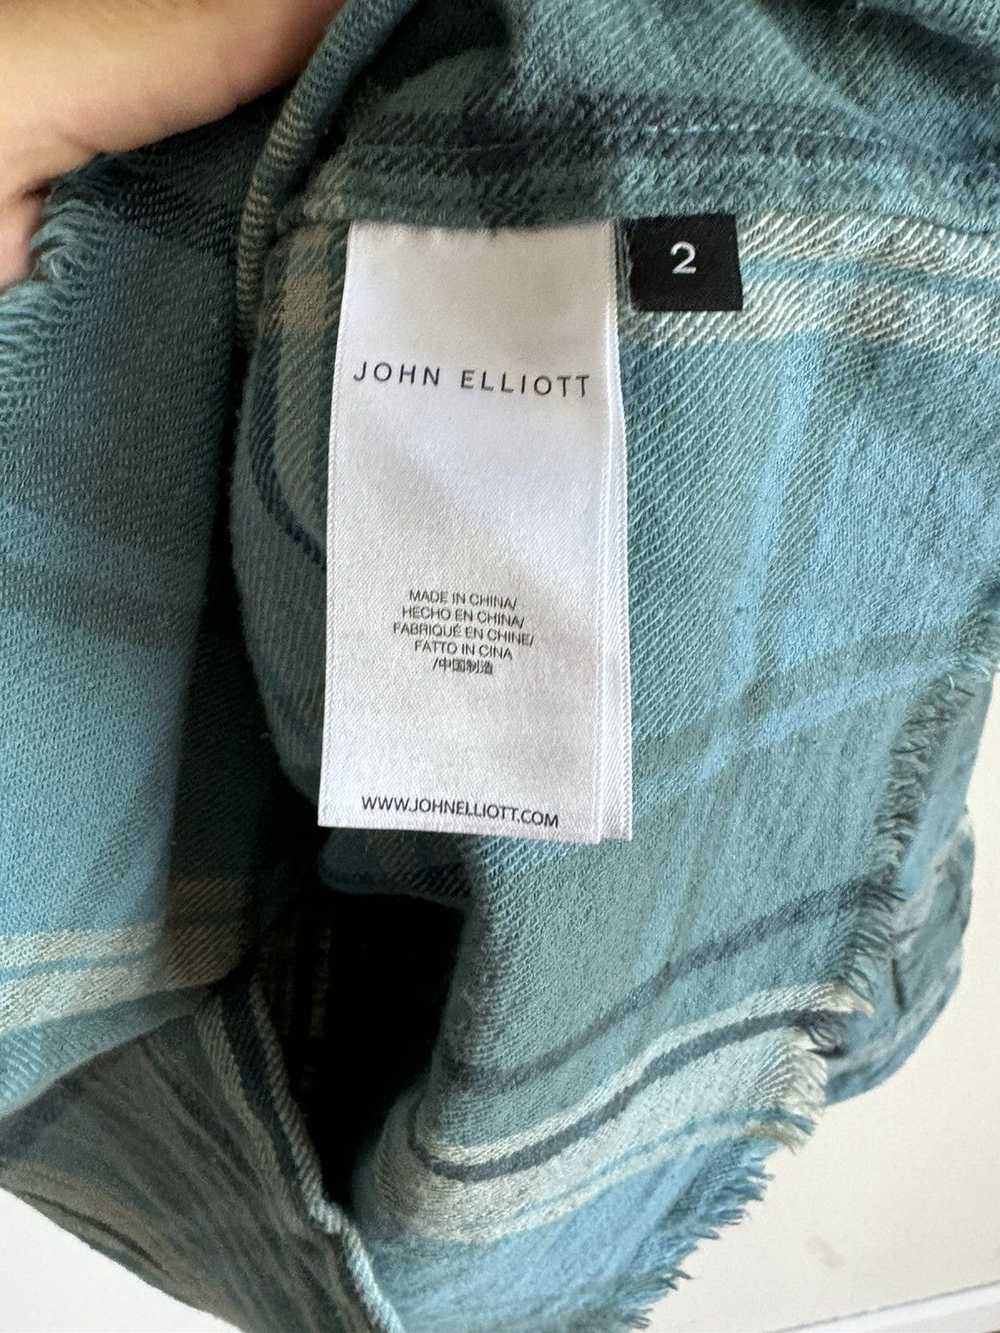 2
JOHN ELLIOTT
MADE IN CHINA/
HECHO EN CHINA/
FABRIQUÉ EN CHINE/
FATTO IN CINA
/中国制造
WWW.JOHNELLIOTT.COM